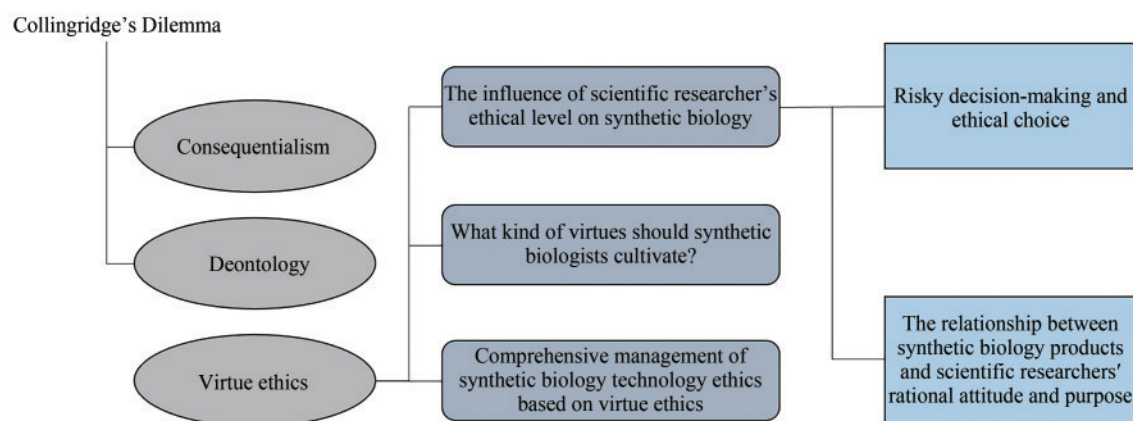 Collingridge's Dilemma
Consequentialism
Deontology
Virtue ethics
The influence of scientific researcher's
ethical level on synthetic biology
What kind of virtues should synthetic
biologists cultivate?
Comprehensive management of
synthetic biology technology ethics
based on virtue ethics
Risky decision-making and
ethical choice
The relationship between
synthetic biology products
and scientific researchers′
rational attitude and purpose